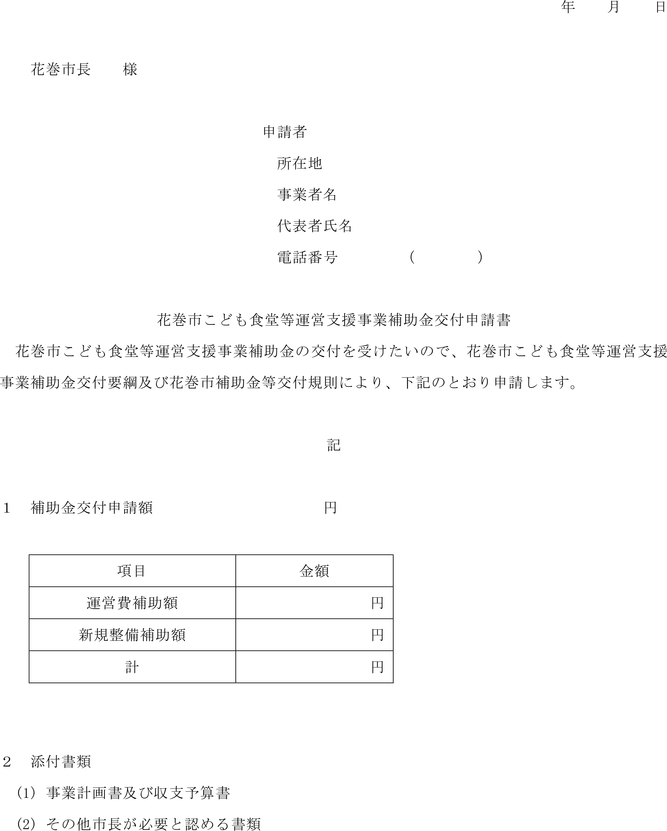 年　　月　　日
花巻市長　　様
申請者
所在地
事業者名
代表者氏名
電話番号　　　　　（　　　　）
花巻市こども食堂等運営支援事業補助金交付申請書
花巻市こども食堂等運営支援事業補助金の交付を受けたいので、花巻市こども食堂等運営支援
事業補助金交付要綱及び花巻市補助金等交付規則により、下記のとおり申請します。
記
１　補助金交付申請額　　　　　　　　　　　円
項目　金額
運営費補助額　円
新規整備補助額　円
計　円
２　添付書類
(1) 事業計画書及び収支予算書
(2) その他市長が必要と認める書類